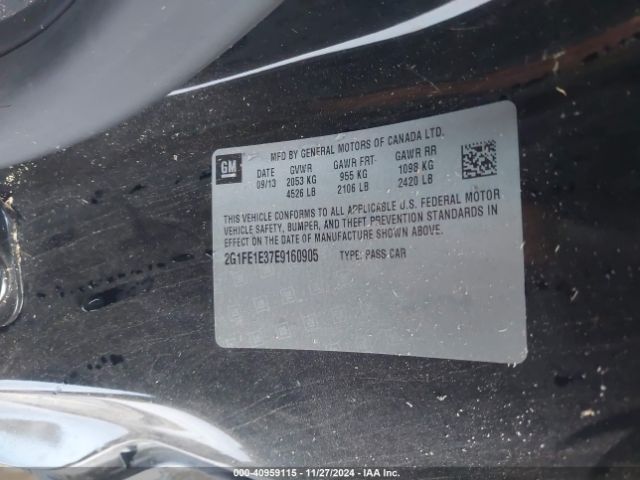 GM
MFD BY GENERAL MOTORS OF CANADA LTD.
DATE GVWR GAWR FRT- GAWR RR
09/13 2053 KG 955 KG 1098 KG
4526 LB 2106 LB 2420 LB
THIS VEHICLE CONFORMS TO ALL APPLICABLE U.S. FEDERAL MOTOR
VEHICLE SAFETY, BUMPER, AND THEFT PREVENTION STANDARDS IN
EFFECT ON THE DATE OF MANUFACTURE SHOWN ABOVE.
2G1FE1E37E9160905 TYPE: PASS CAR
000-40959115 - 11/27/2024 - IAA Inc.